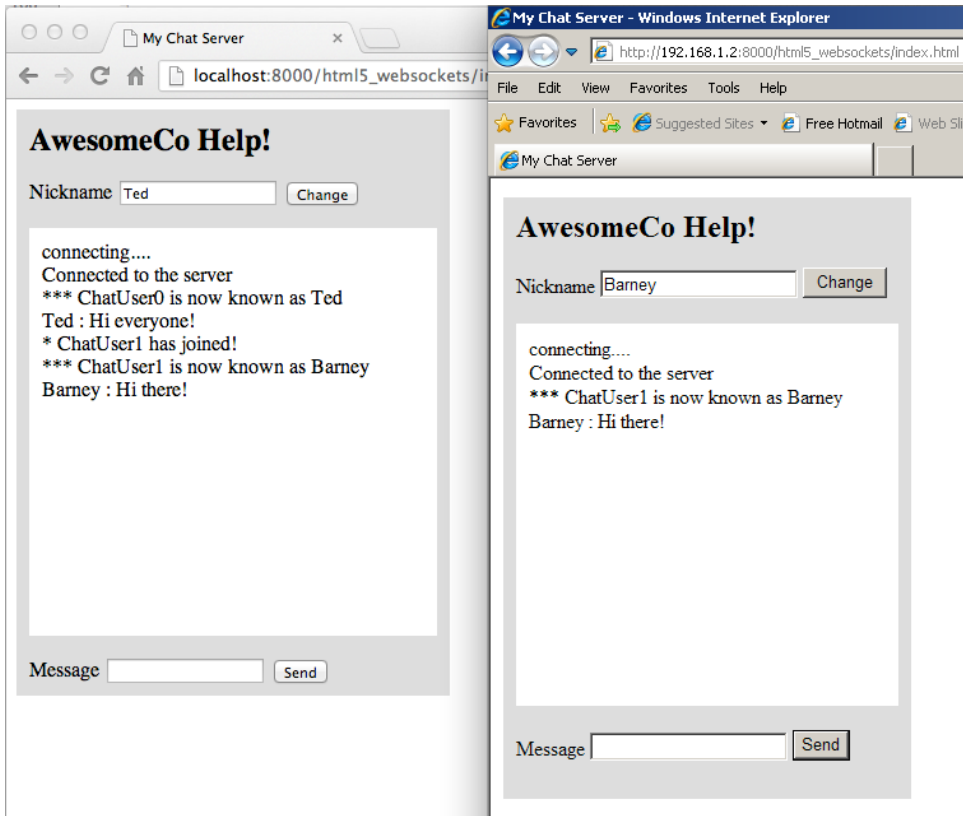 My Chat Server
localhost:8000/html5_websockets/i
AwesomeCo Help!
Nickname Ted Change
connecting....
Connected to the server
*** ChatUser0 is now known as Ted
Ted : Hi everyone!
* ChatUser1 has joined!
*** ChatUser1 is now known as Barney
Barney : Hi there!
Message Send
My Chat Server - Windows Internet Explorer
http://192.168.1.2:8000/html5_websockets/index.html
File Edit View Favorites Tools Help
Favorites Suggested Sites Free Hotmail Web Sli
My Chat Server
AwesomeCo Help!
Nickname Barney Change
connecting....
Connected to the server
*** ChatUser1 is now known as Barney
Barney : Hi there!
Message Send